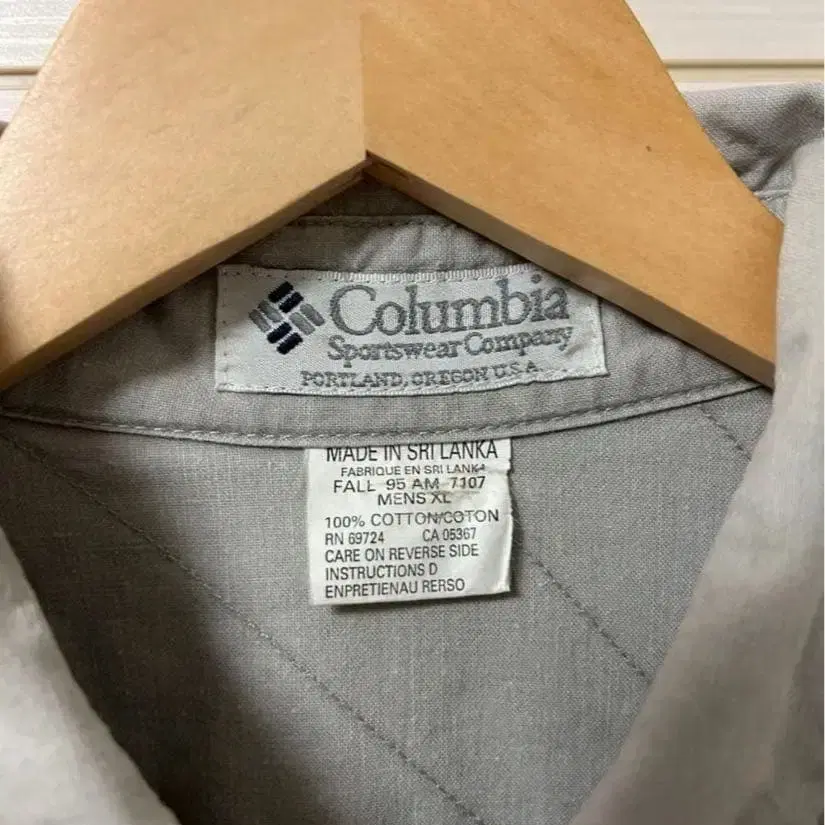 Columbia
Sportswear Company
PORTLAND, OREGON U.S.A.
MADE IN SRI LANKA
FABRIQUE EN SRI LANKA
FALL 95 AM 7107
MENS XL
100% COTTON/COTON
RN 69724 CA 05367
CARE ON REVERSE SIDE
INSTRUCTIONS D
ENPRETIENAU RERSO